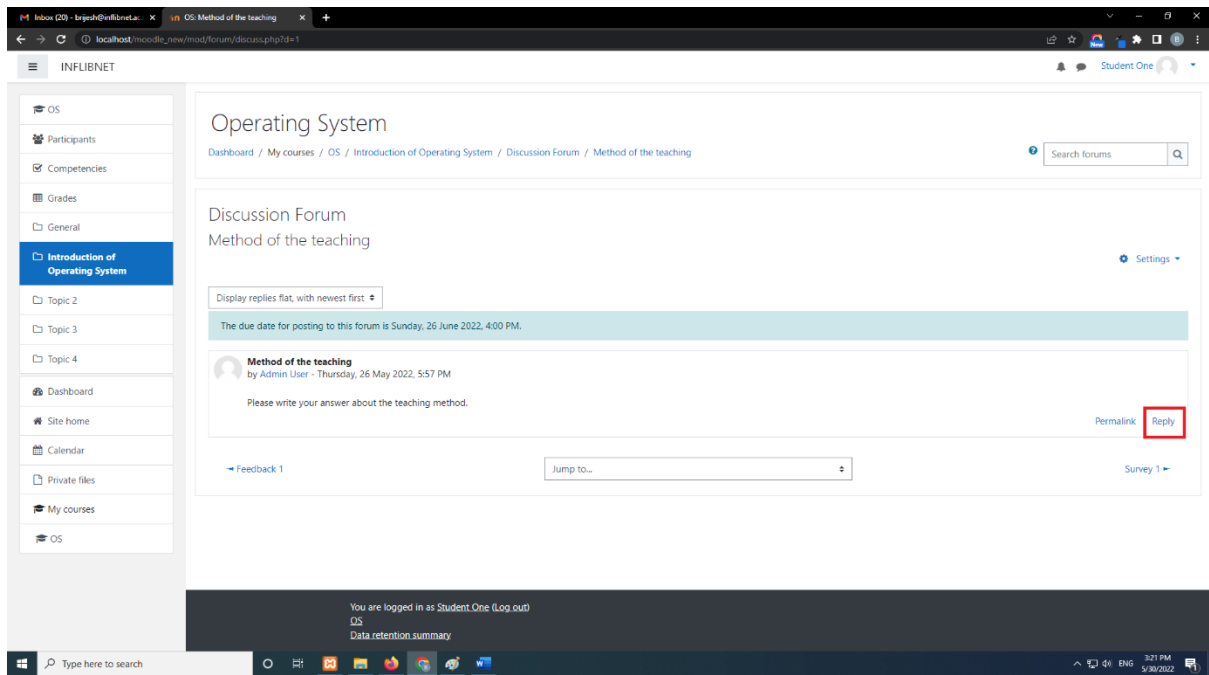 Inbox (20) - brijesh@inflibnet.ac.
OS: Method of the teaching
localhost/moodle_new/mod/forum/discuss.php?d=1
New
B
INFLIBNET
Student One
OS
Participants
Competencies
Grades
General
Introduction of
Operating System
Topic 2
Topic 3
Topic 4
Dashboard
Site home
Calendar
Private files
My courses
OS
Operating System
Dashboard / My courses / OS / Introduction of Operating System / Discussion Forum / Method of the teaching
Search forums
Discussion Forum
Method of the teaching
Settings
Display replies flat, with newest first
The due date for posting to this forum is Sunday, 26 June 2022, 4:00 PM.
Method of the teaching
by Admin User - Thursday, 26 May 2022, 5:57 PM
Please write your answer about the teaching method.
Permalink Reply
◄ Feedback 1
Jump to...
Survey 1 ►
You are logged in as Student One (Log out)
OS
Data retention summary
Type here to search
ENG
3:21 PM
5/30/2022